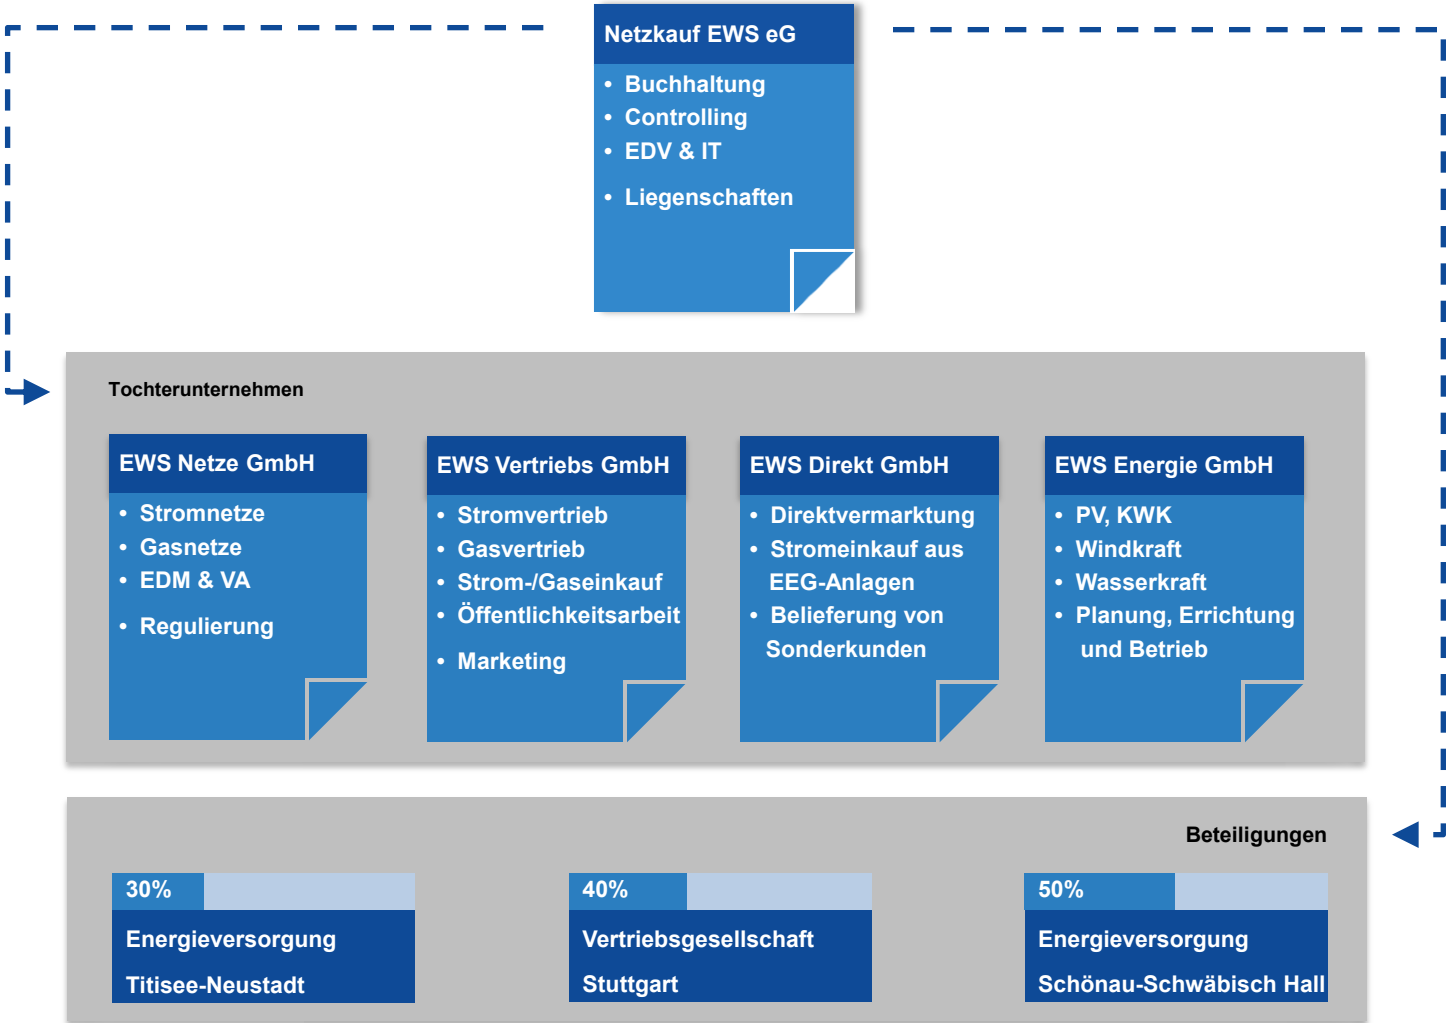 Netzkauf EWS eG
• Buchhaltung
• Controlling
• EDV & IT
• Liegenschaften
Tochterunternehmen
EWS Netze GmbH
• Stromnetze
• Gasnetze
• EDM & VA
• Regulierung
EWS Vertriebs GmbH
• Stromvertrieb
• Gasvertrieb
• Strom-/Gaseinkauf
• Öffentlichkeitsarbeit
• Marketing
EWS Direkt GmbH
• Direktvermarktung
• Stromeinkauf aus
EEG-Anlagen
• Belieferung von
Sonderkunden
EWS Energie GmbH
• PV, KWK
• Windkraft
• Wasserkraft
• Planung, Errichtung
und Betrieb
Beteiligungen
30%
Energieversorgung
Titisee-Neustadt
40%
Vertriebsgesellschaft
Stuttgart
50%
Energieversorgung
Schönau-Schwäbisch Hall